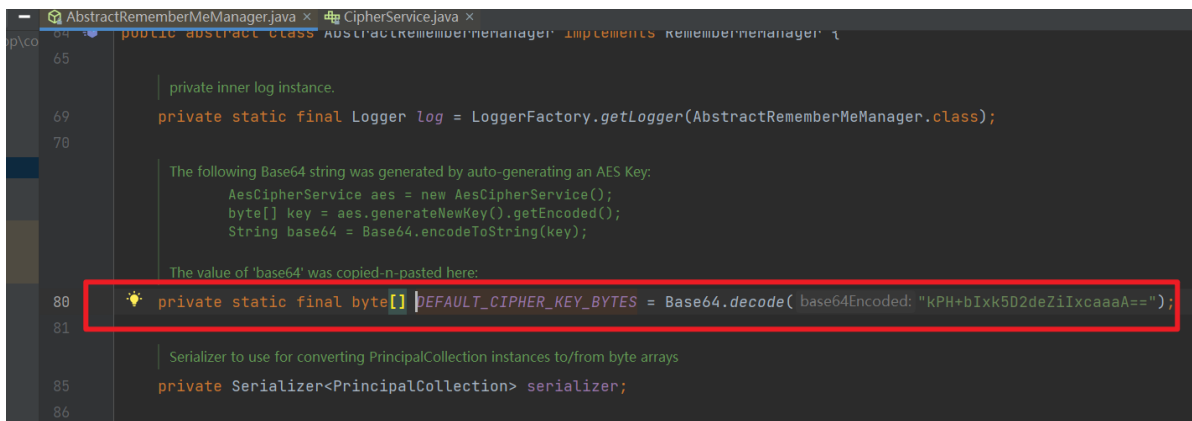 AbstractRememberMeManager.java × CipherService.java ×
op\co 64 public abstract class AbstractRememberMeManager implements RememberMeManager {
65
private inner log instance.
69 private static final Logger log = LoggerFactory.getLogger(AbstractRememberMeManager.class);
70
The following Base64 string was generated by auto-generating an AES Key:
AesCipherService aes = new AesCipherService();
byte[] key = aes.generateNewKey().getEncoded();
String base64 = Base64.encodeToString(key);
The value of 'base64' was copied-n-pasted here:
80 private static final byte[] DEFAULT_CIPHER_KEY_BYTES = Base64.decode( base64Encoded: "kPH+bIxk5D2deZiIxcaaaA==");
81
Serializer to use for converting PrincipalCollection instances to/from byte arrays
85 private Serializer<PrincipalCollection> serializer;
86